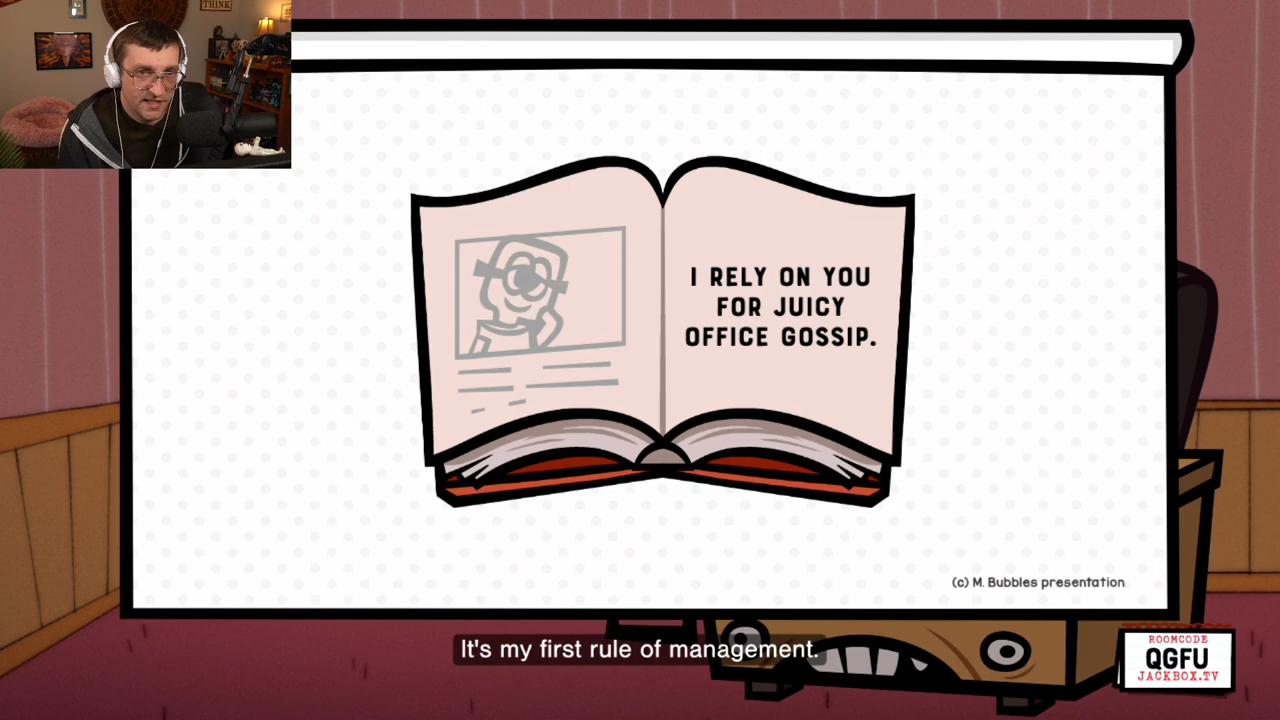 THINK
I RELY ON YOU
FOR JUICY
OFFICE GOSSIP.
(c) M. Bubbles presentation
It's my first rule of management.
ROOMCODE
QGFU
JACKBOX.TV